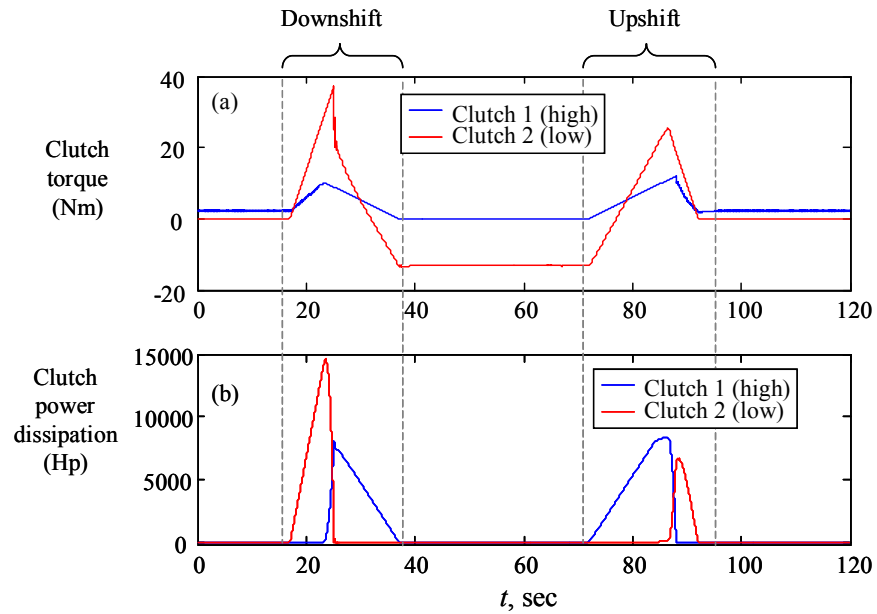 Downshift
Upshift
40
20
0
-20
Clutch
torque
(Nm)
(a)
Clutch 1 (high)
Clutch 2 (low)
0
20
40
60
80
100
120
15000
10000
5000
0
Clutch
power
dissipation
(Hp)
(b)
Clutch 1 (high)
Clutch 2 (low)
0
20
40
60
80
100
120
t, sec